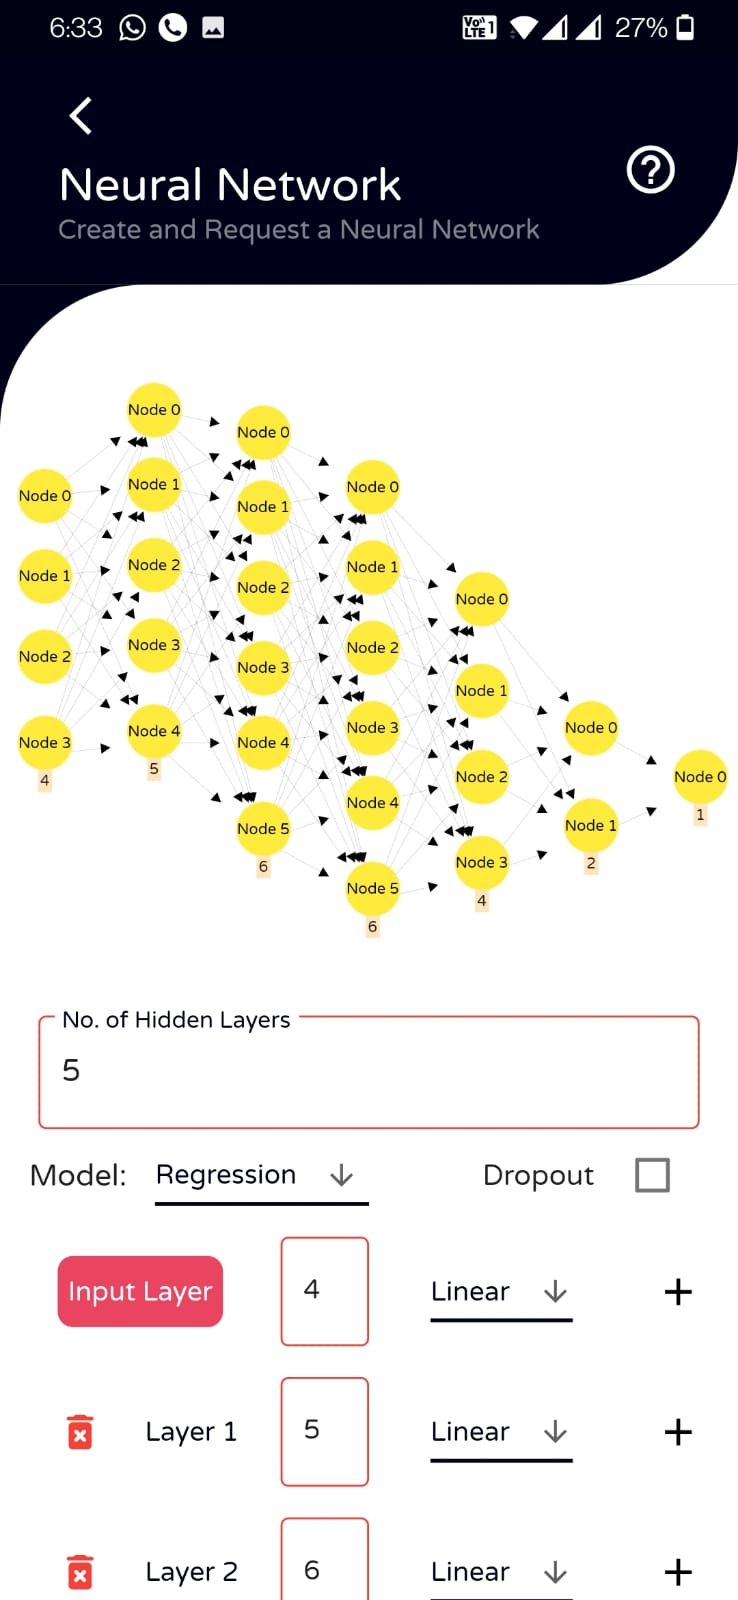 6:33
Vo)) LTE 1
27%
Neural Network
Create and Request a Neural Network
Node 0
Node 1
Node 2
Node 3
4
Node 0
Node 1
Node 2
Node 3
Node 4
5
Node 0
Node 1
Node 2
Node 3
Node 4
Node 5
6
Node 0
Node 1
Node 2
Node 3
Node 4
Node 5
6
Node 0
Node 1
Node 2
Node 3
4
Node 0
Node 1
2
Node 0
1
No. of Hidden Layers
5
Model: Regression Dropout
Input Layer 4 Linear +
Layer 1 5 Linear +
Layer 2 6 Linear +